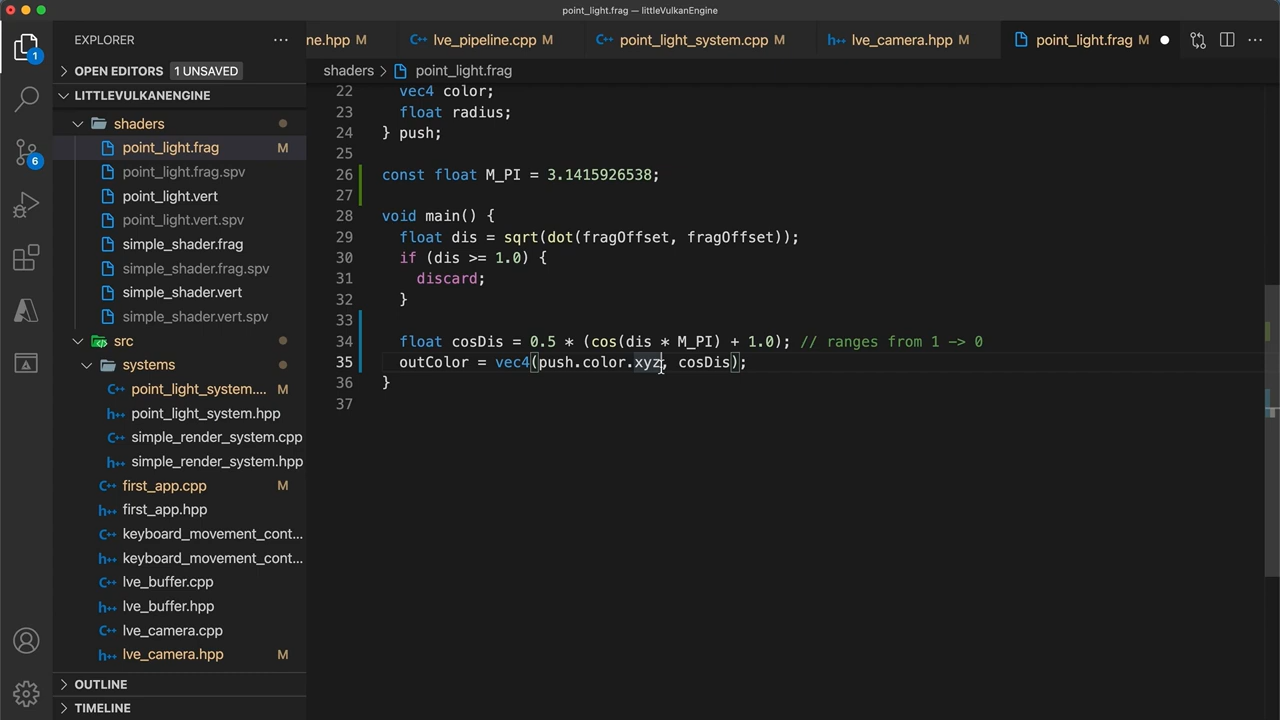 point_light.frag — littleVulkanEngine
EXPLORER
ne.hpp M
lve_pipeline.cpp M
point_light_system.cpp M
lve_camera.hpp M
point_light.frag M
OPEN EDITORS 1 UNSAVED
shaders > point_light.frag
LITTLEVULKANENGINE
shaders
point_light.frag M
point_light.frag.spv
point_light.vert
point_light.vert.spv
simple_shader.frag
simple_shader.frag.spv
simple_shader.vert
simple_shader.vert.spv
src
systems
point_light_system.... M
point_light_system.hpp
simple_render_system.cpp
simple_render_system.hpp
first_app.cpp M
first_app.hpp
keyboard_movement_cont...
keyboard_movement_cont...
lve_buffer.cpp
lve_buffer.hpp
lve_camera.cpp
lve_camera.hpp M
OUTLINE
TIMELINE
1
6
22 vec4 color;
23 float radius;
24 } push;
25
26 const float M_PI = 3.1415926538;
27
28 void main() {
29 float dis = sqrt(dot(fragOffset, fragOffset));
30 if (dis >= 1.0) {
31 discard;
32 }
33
34 float cosDis = 0.5 * (cos(dis * M_PI) + 1.0); // ranges from 1 -> 0
35 outColor = vec4(push.color.xyz, cosDis);
36 }
37